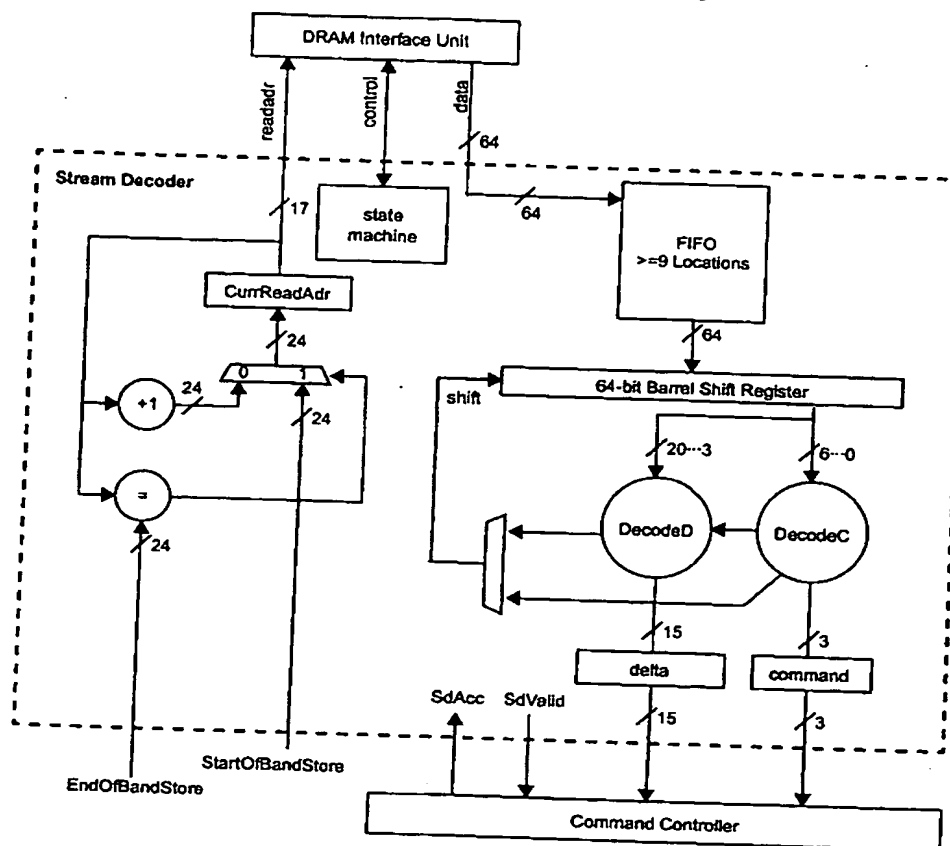 DRAM Interface Unit
readadr
control
data
64
Stream Decoder
17
state
machine
64
FIFO
>=9 Locations
CurrReadAdr
24
64
0 1
24
+1
24
shift
64-bit Barrel Shift Register
20···3
6···0
=
24
DecodeD
DecodeC
15
3
delta
command
SdAcc
SdValid
15
3
StartOfBandStore
EndOfBandStore
Command Controller